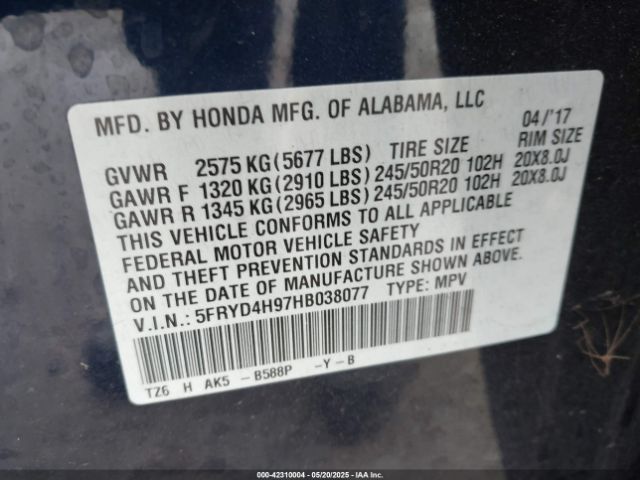 MFD. BY HONDA MFG. OF ALABAMA, LLC
04/'17
GVWR 2575 KG(5677 LBS) TIRE SIZE RIM SIZE
GAWR F 1320 KG(2910 LBS) 245/50R20 102H 20X8.0J
GAWR R 1345 KG(2965 LBS) 245/50R20 102H 20X8.0J
THIS VEHICLE CONFORMS TO ALL APPLICABLE
FEDERAL MOTOR VEHICLE SAFETY
AND THEFT PREVENTION STANDARDS IN EFFECT
ON THE DATE OF MANUFACTURE SHOWN ABOVE.
V.I.N.: 5FRYD4H97HB038077 TYPE: MPV
TZ6 H AK5 -B588P -Y-B
000-42310004 | 05/20/2025 | IAA Inc.